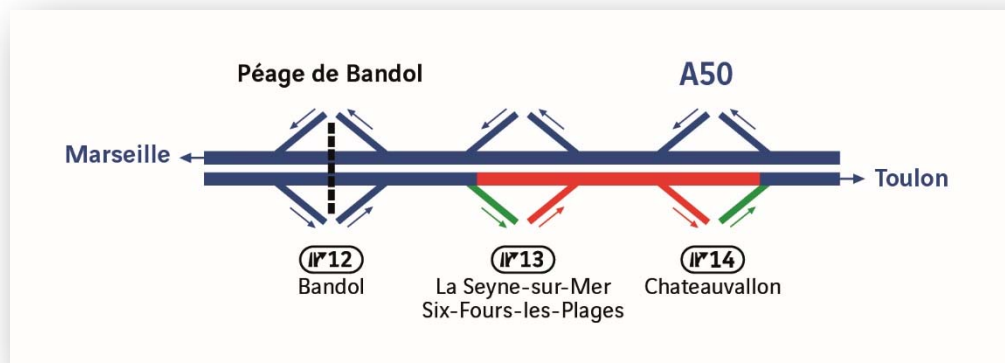 Péage de Bandol
A50
Marseille
Toulon
12
Bandol
13
La Seyne-sur-Mer
Six-Fours-les-Plages
14
Chateauvallon